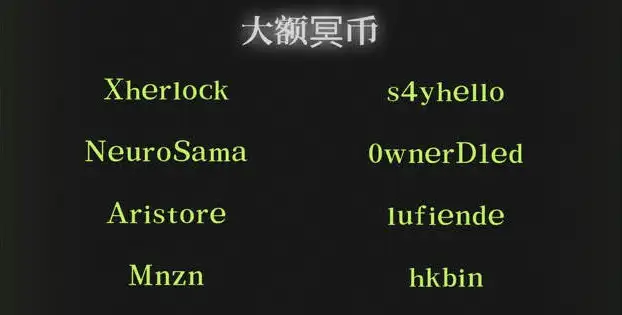 大额冥币
Xherlock s4yhello
NeuroSama 0wnerD1ed
Aristore lufiende
Mnzn hkbin